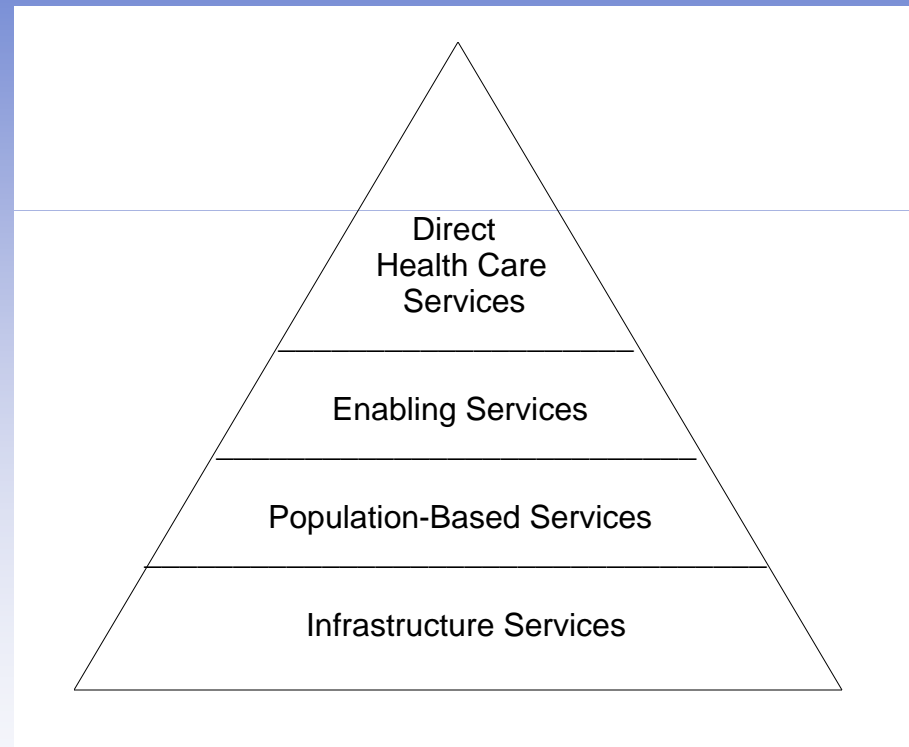 Direct
Health Care
Services
Enabling Services
Population-Based Services
Infrastructure Services